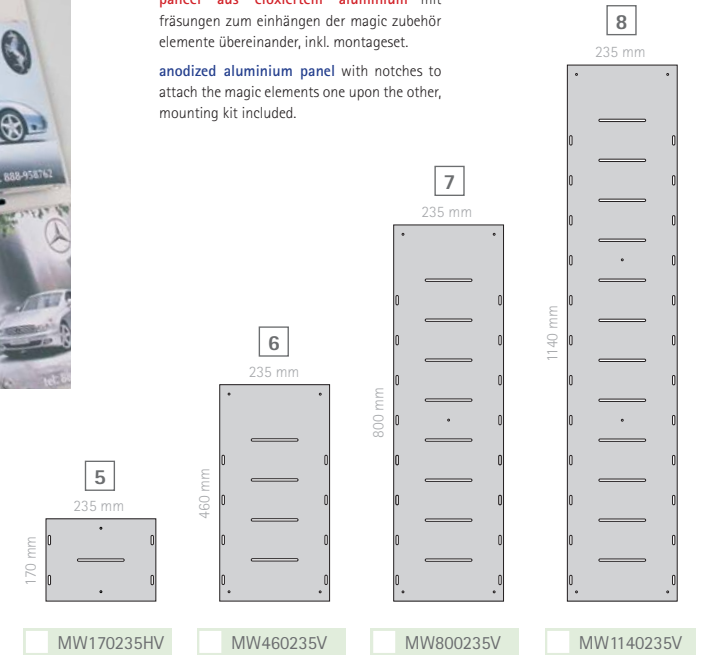 paneel aus eloxiertem aluminium mit
fräsungen zum einhängen der magic zubehör
elemente übereinander, inkl. montageset.
anodized aluminium panel with notches to
attach the magic elements one upon the other,
mounting kit included.
888-958762
8
235 mm
1140 mm
7
235 mm
800 mm
6
235 mm
460 mm
5
235 mm
170 mm
MW170235HV
MW460235V
MW800235V
MW1140235V